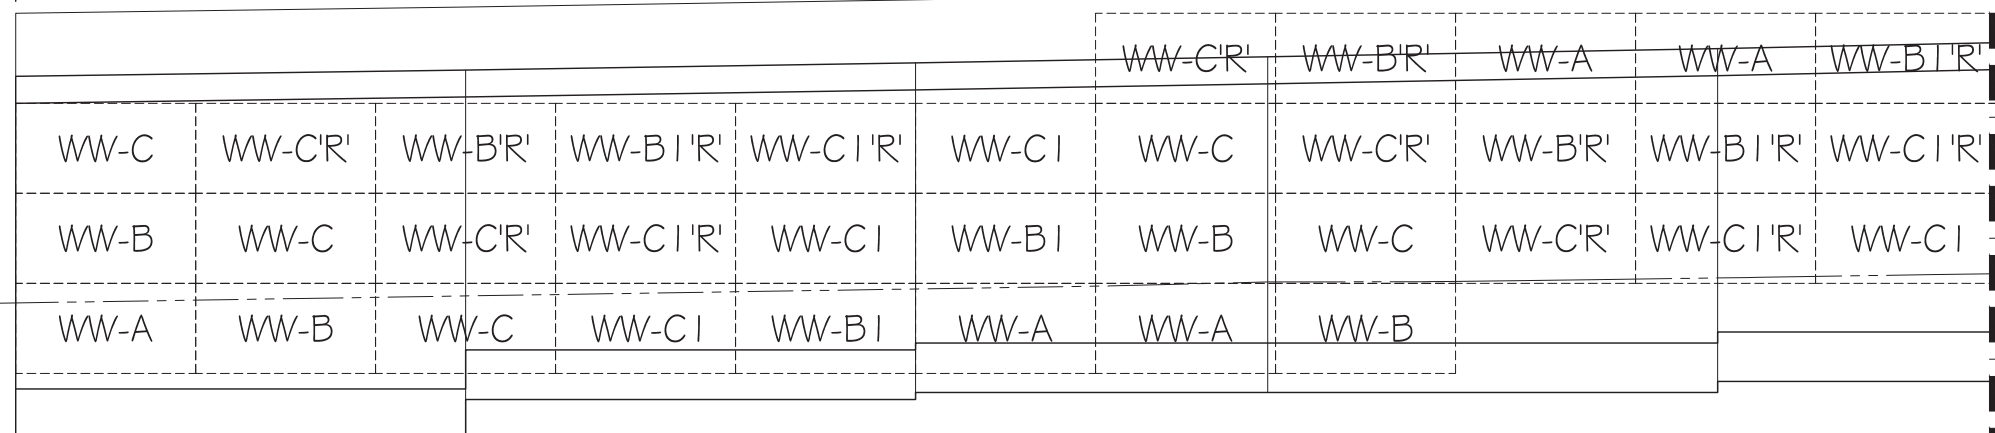 WW-C'R' WW-B'R' WW-A WW-A WW-B1'R'
WW-C WW-C'R' WW-B'R' WW-B1'R' WW-C1'R' WW-C1 WW-C WW-C'R' WW-B'R' WW-B1'R' WW-C1'R'
WW-B WW-C WW-C'R' WW-C1'R' WW-C1 WW-B1 WW-B WW-C WW-C'R' WW-C1'R' WW-C1
WW-A WW-B WW-C WW-C1 WW-B1 WW-A WW-A WW-B